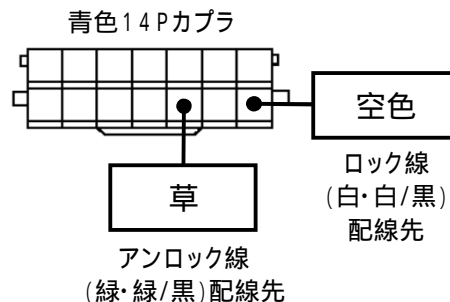 青色14Pカプラ
空色
ロック線
(白・白/黒)
配線先
草
アンロック線
(緑・緑/黒)配線先